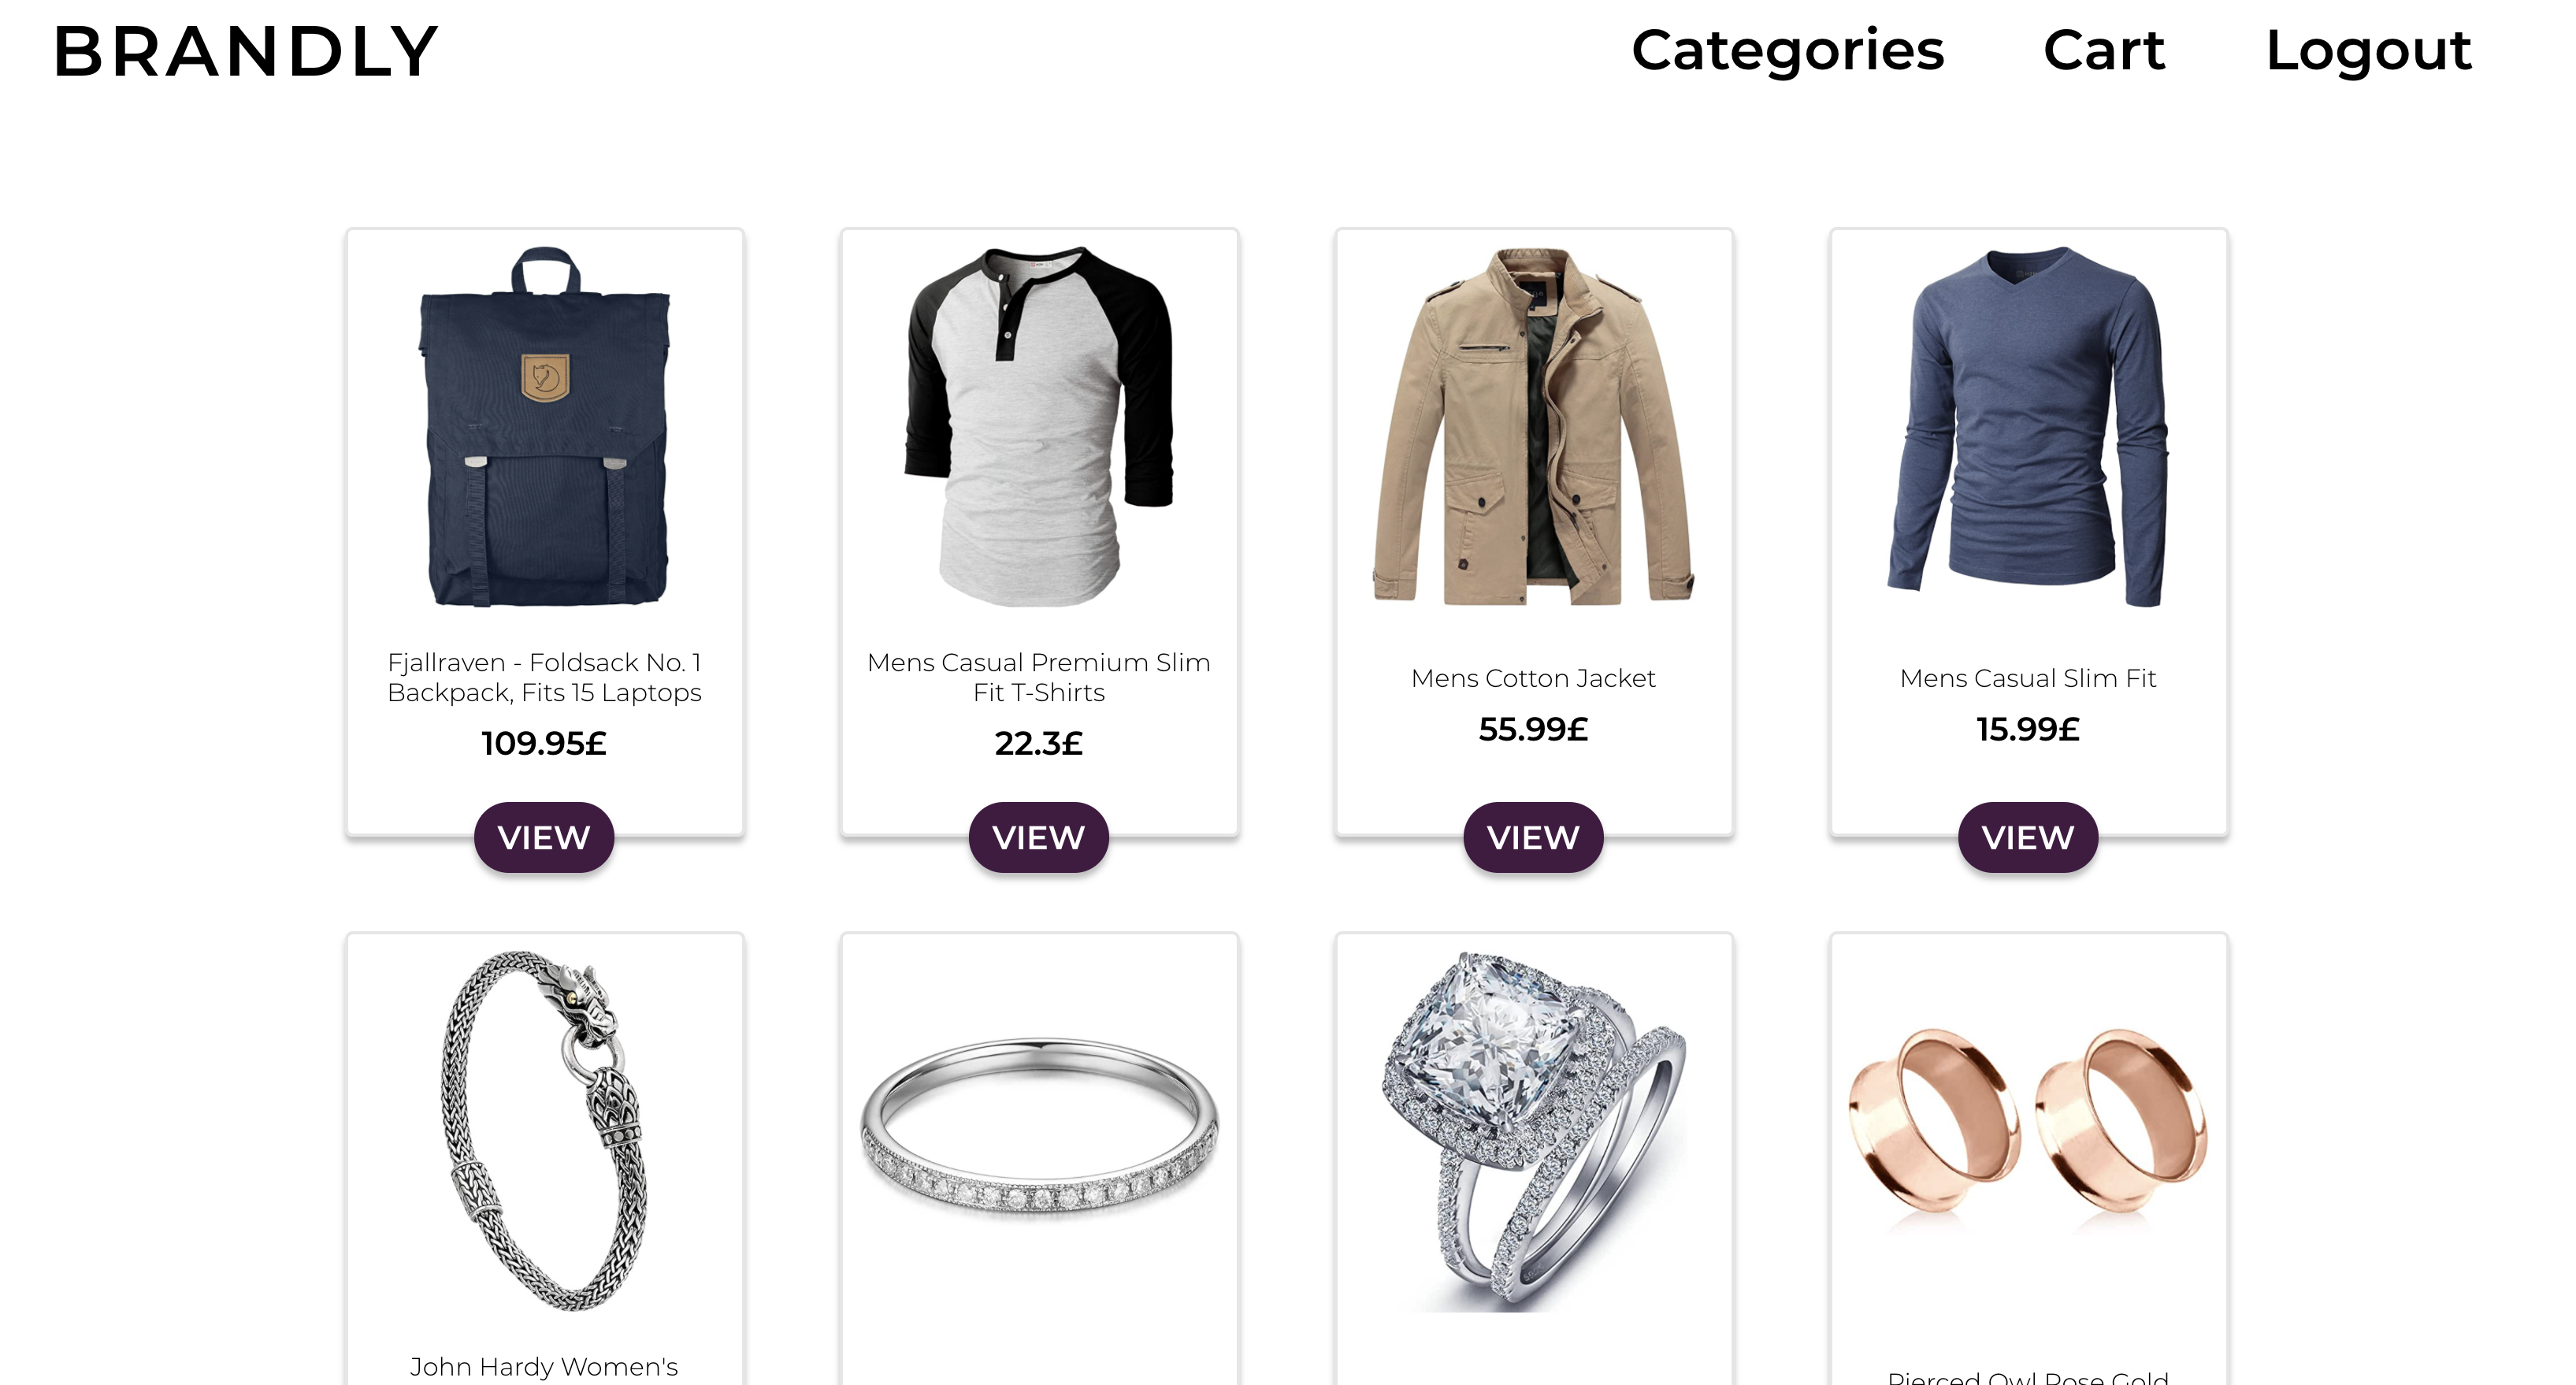 BRANDLY
Categories
Cart
Logout
Fjallraven - Foldsack No. 1
Backpack, Fits 15 Laptops
109.95£
VIEW
Mens Casual Premium Slim
Fit T-Shirts
22.3£
VIEW
Mens Cotton Jacket
55.99£
VIEW
Mens Casual Slim Fit
15.99£
VIEW
John Hardy Women's
Pierced Owl Rose Gold